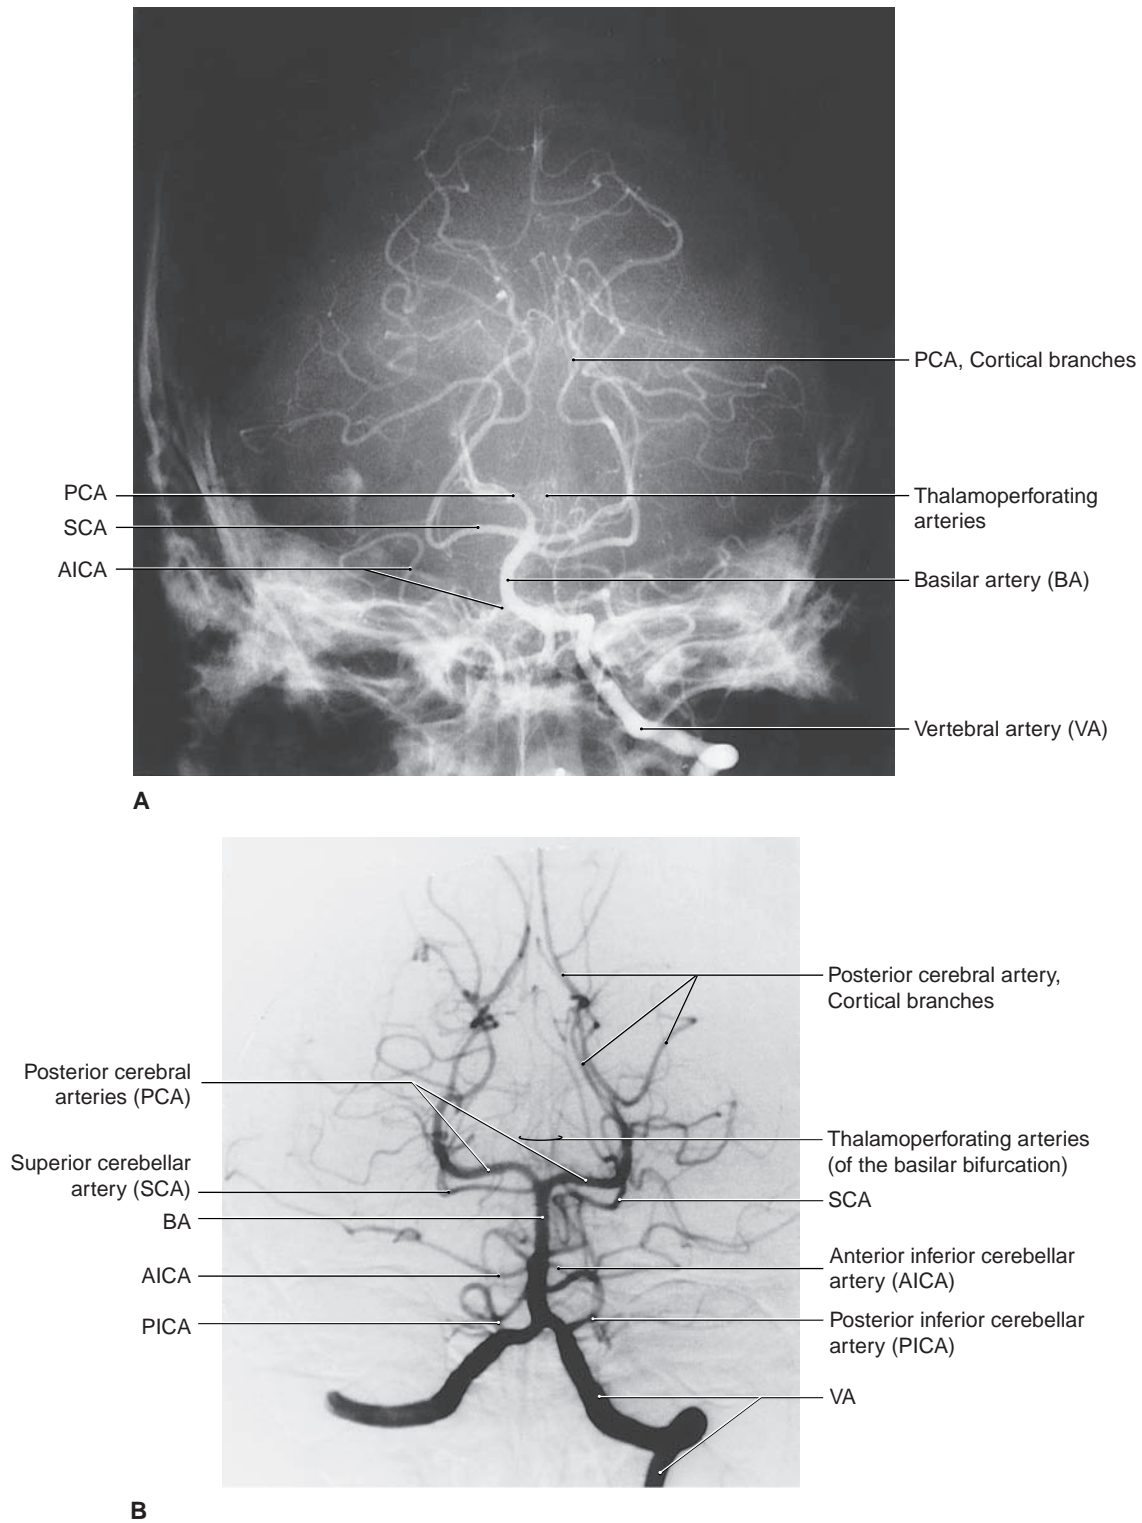 PCA, Cortical branches
PCA
Thalamoperforating
arteries
SCA
AICA
Basilar artery (BA)
Vertebral artery (VA)
A
Posterior cerebral artery,
Cortical branches
Posterior cerebral
arteries (PCA)
Thalamoperforating arteries
(of the basilar bifurcation)
Superior cerebellar
artery (SCA)
SCA
BA
Anterior inferior cerebellar
artery (AICA)
AICA
Posterior inferior cerebellar
artery (PICA)
PICA
VA
B